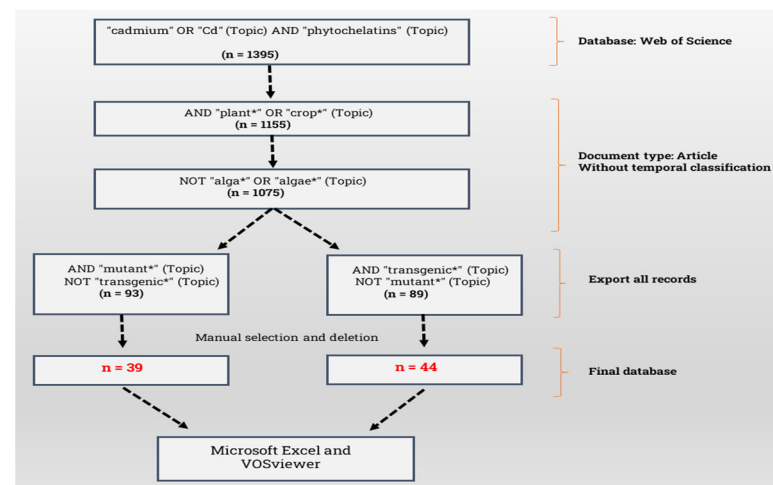 "cadmium" OR "Cd" (Topic) AND "phytochelatins" (Topic)
(n = 1395)
Database: Web of Science
AND "plant*" OR "crop*" (Topic)
(n = 1155)
Document type: Article
Without temporal classification
NOT "alga*" OR "algae*" (Topic)
(n = 1075)
AND "mutant*" (Topic)
NOT "transgenic*" (Topic)
(n = 93)
AND "transgenic*" (Topic)
NOT "mutant*" (Topic)
(n = 89)
Export all records
Manual selection and deletion
n = 39
n = 44
Final database
Microsoft Excel and
VOSviewer